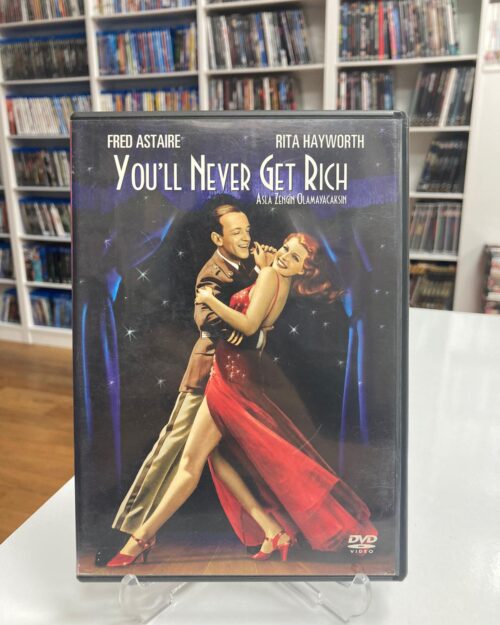 FRED ASTAIRE RITA HAYWORTH
YOU'LL NEVER GET RICH
ASLA ZENGİN OLAMAYACAKSIN
DVD
VIDEO